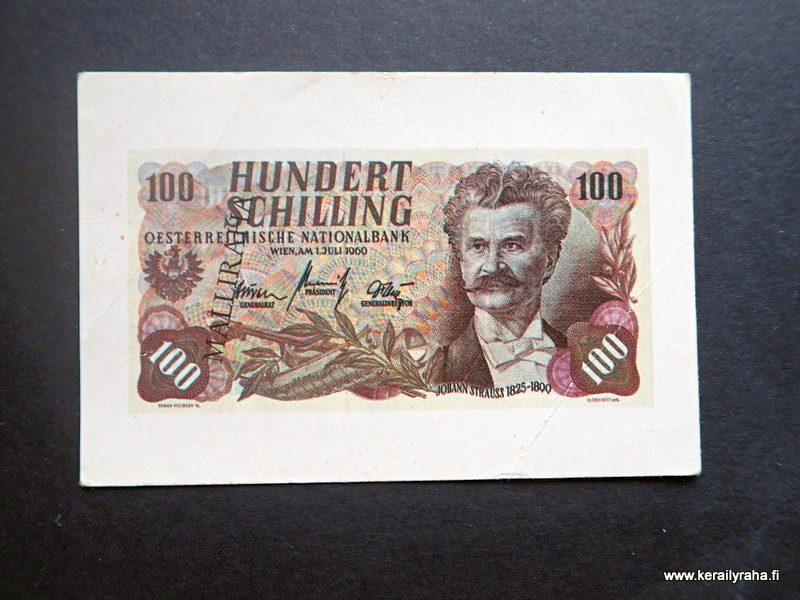 100
HUNDERT
SCHILLING
100
OESTERREICHISCHE NATIONALBANK
WIEN, AM 1. JULI 1960
MALLIRAHA
GENERALRAT
PRÄSIDENT
GENERALDIREKTOR
100
100
JOHANN STRAUSS 1825-1899
www.kerailyraha.fi